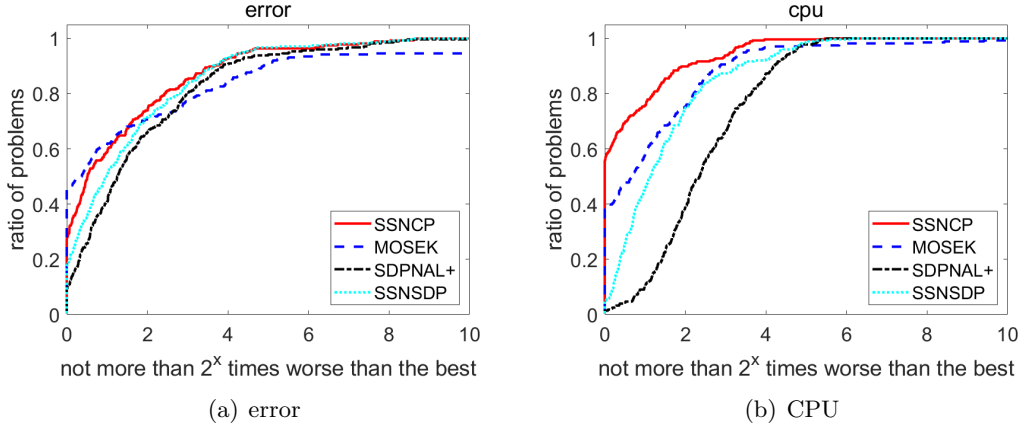 error
ratio of problems
1
0.8
0.6
0.4
0.2
0
SSNCP
MOSEK
SDPNAL+
SSNSDP
0 2 4 6 8 10
not more than 2^x times worse than the best
(a) error
cpu
ratio of problems
1
0.8
0.6
0.4
0.2
0
SSNCP
MOSEK
SDPNAL+
SSNSDP
0 2 4 6 8 10
not more than 2^x times worse than the best
(b) CPU